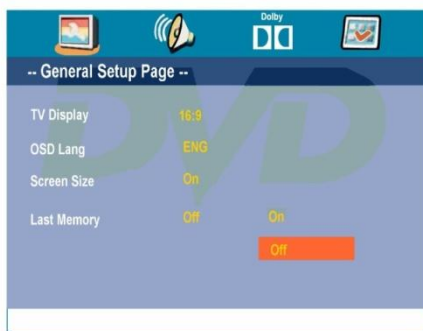 Dolby
-- General Setup Page --
TV Display 16:9
OSD Lang ENG
Screen Size On
Last Memory Off On
Off
DVD